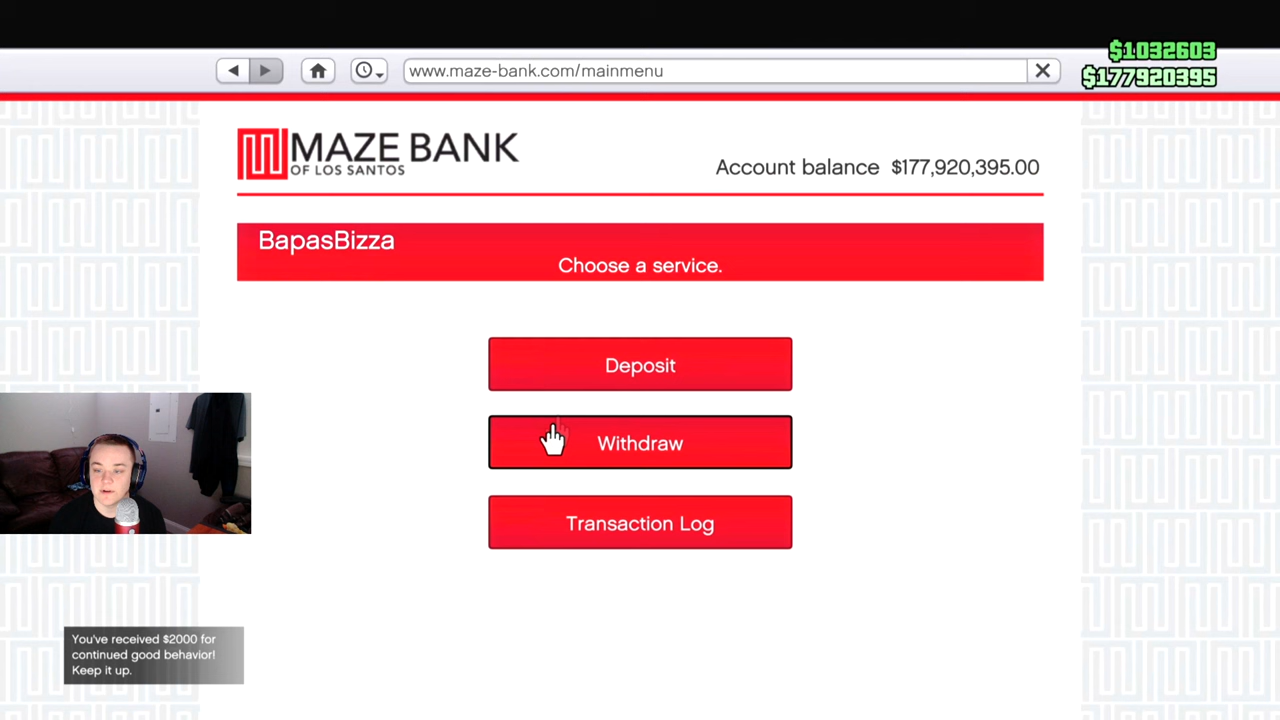 $1032603
$177920395
www.maze-bank.com/mainmenu
MAZE BANK
OF LOS SANTOS
Account balance $177,920,395.00
BapasBizza
Choose a service.
Deposit
Withdraw
Transaction Log
You've received $2000 for
continued good behavior!
Keep it up.